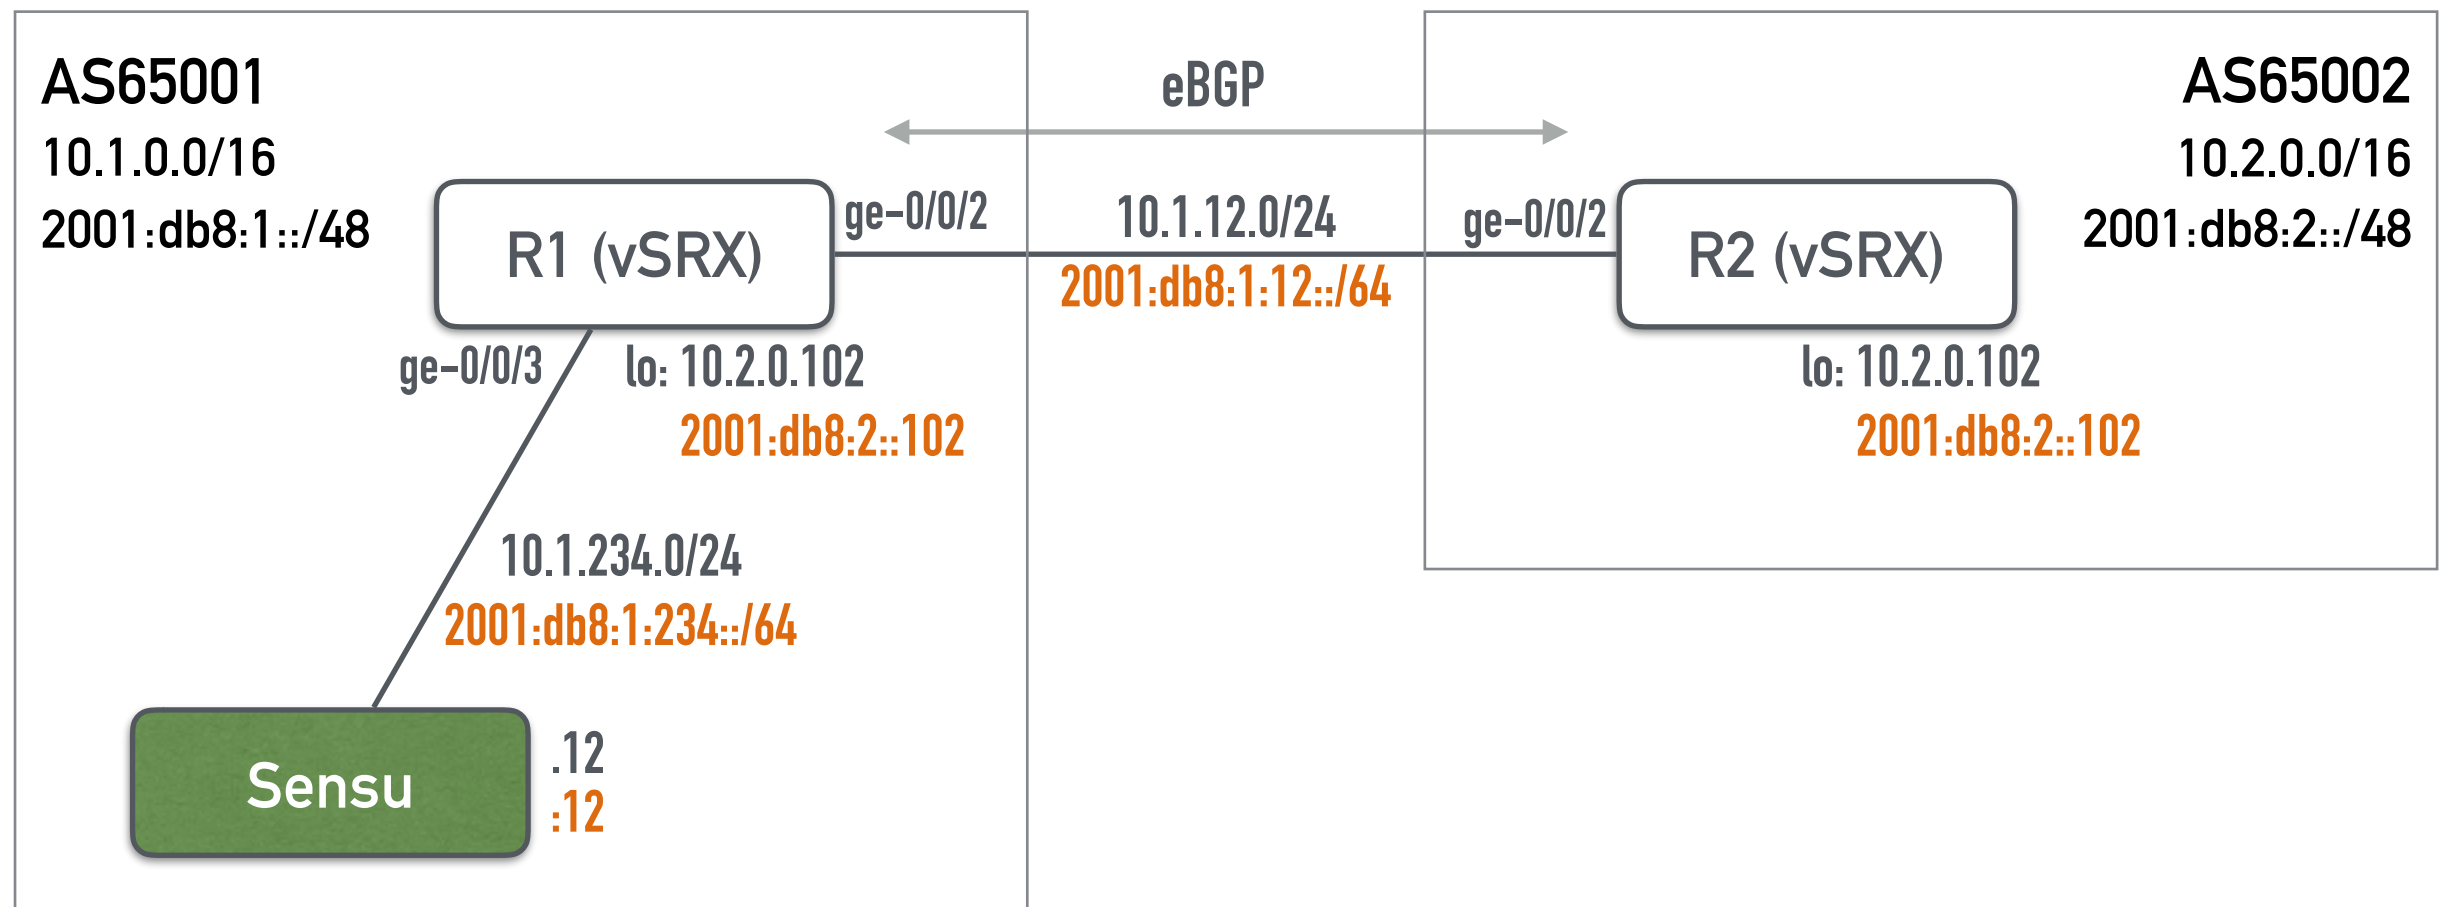 AS65001
10.1.0.0/16
2001:db8:1::/48
eBGP
AS65002
10.2.0.0/16
2001:db8:2::/48
R1 (vSRX)
ge-0/0/2
10.1.12.0/24
2001:db8:1:12::/64
ge-0/0/2
R2 (vSRX)
ge-0/0/3
lo: 10.2.0.102
2001:db8:2::102
lo: 10.2.0.102
2001:db8:2::102
10.1.234.0/24
2001:db8:1:234::/64
Sensu
.12
:12